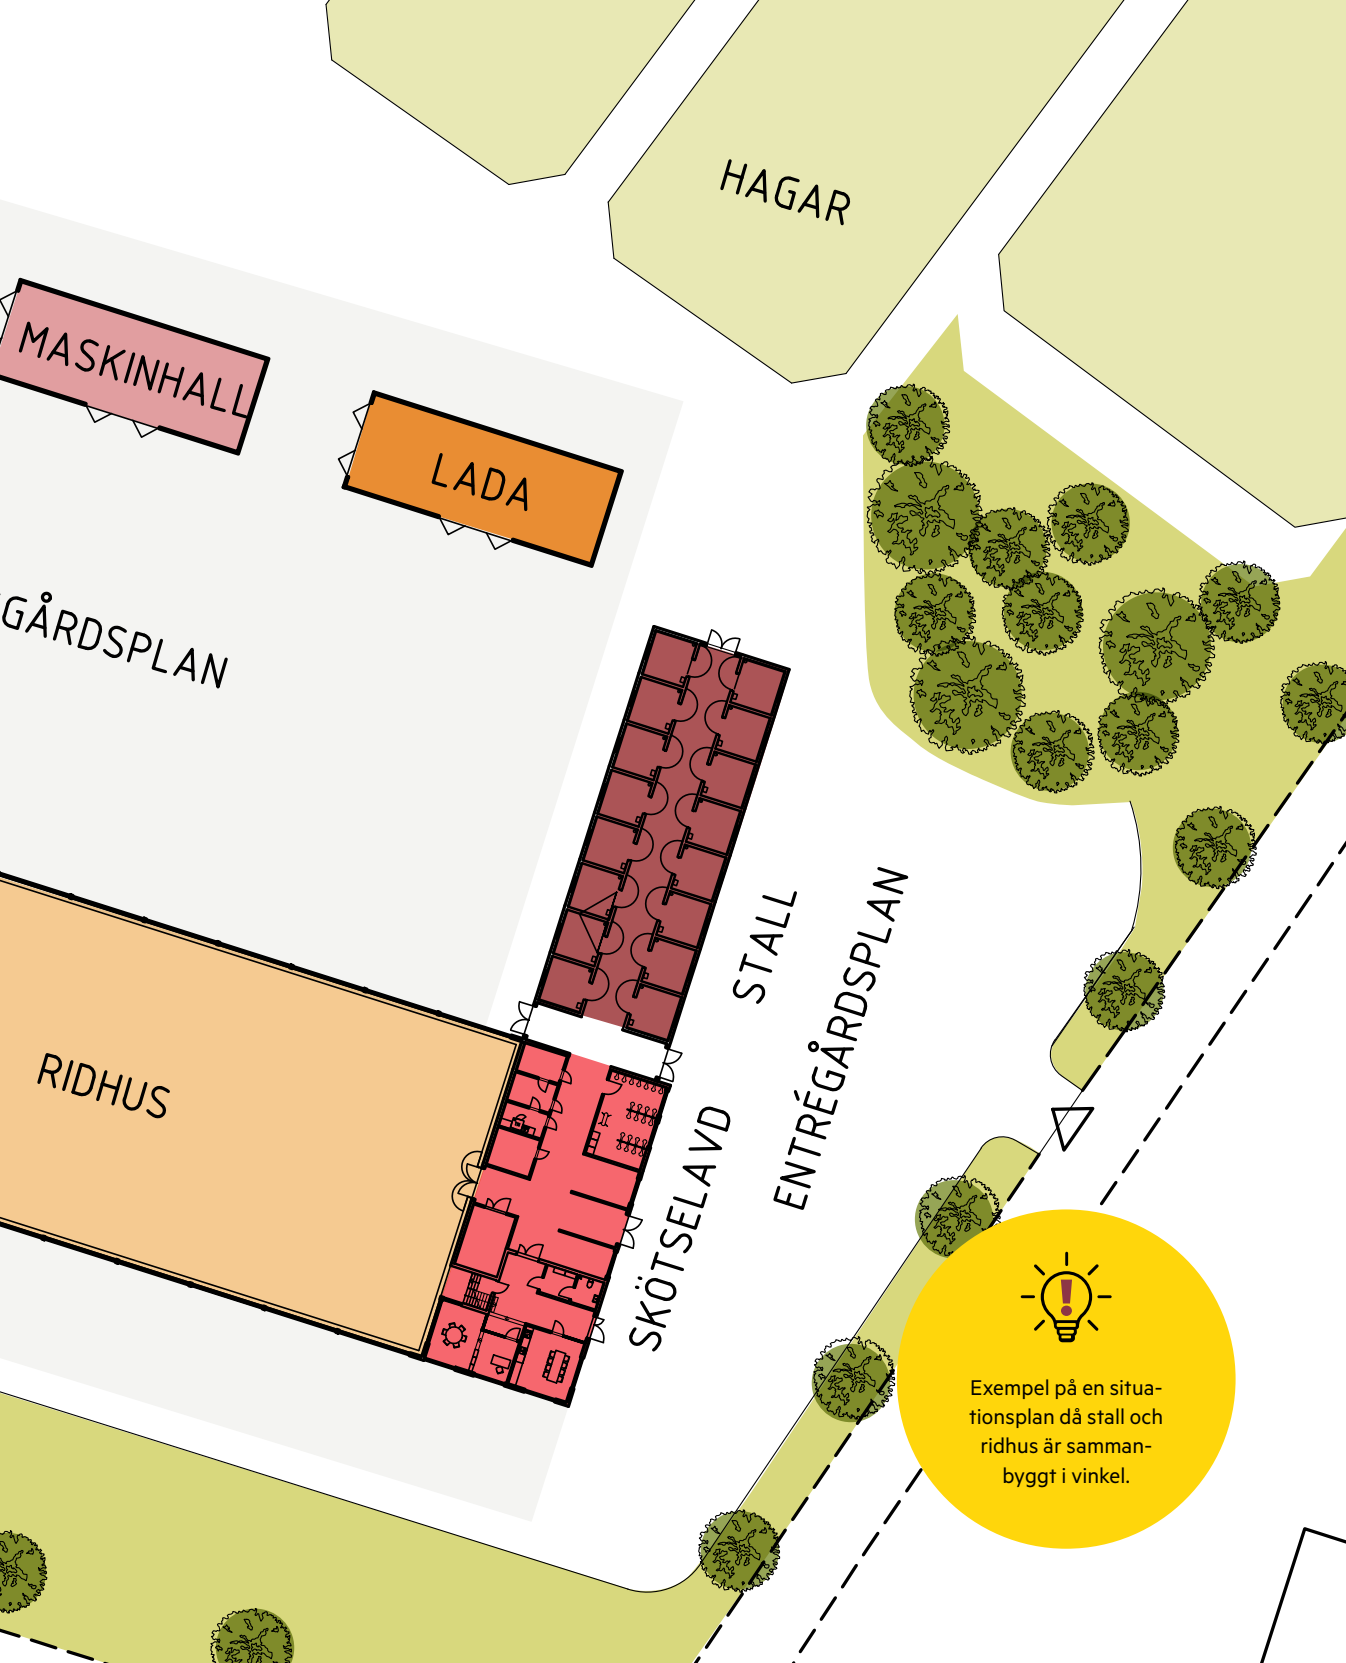 HAGAR
MASKINHALL
LADA
GÅRDSPLAN
STALL
ENTRÉGÅRDSPLAN
RIDHUS
SKÖTSELAVD
Exempel på en situa-
tionsplan då stall och
ridhus är samman-
byggt i vinkel.